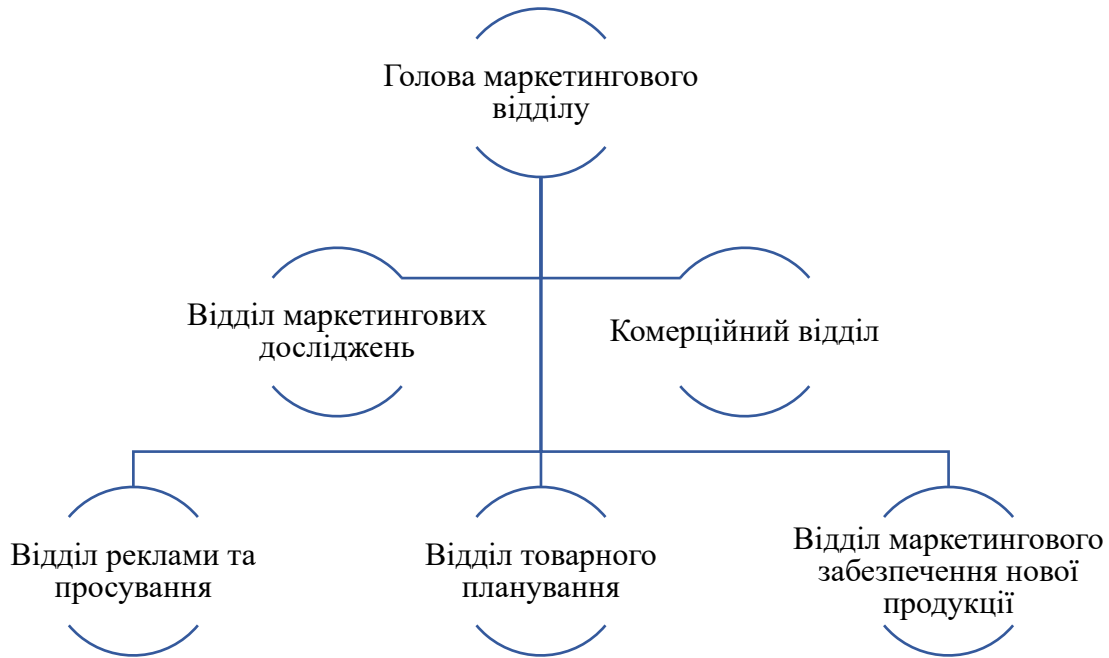 Голова маркетингового
відділу
Відділ маркетингових
досліджень
Комерційний відділ
Відділ реклами та
просування
Відділ товарного
планування
Відділ маркетингового
забезпечення нової
продукції